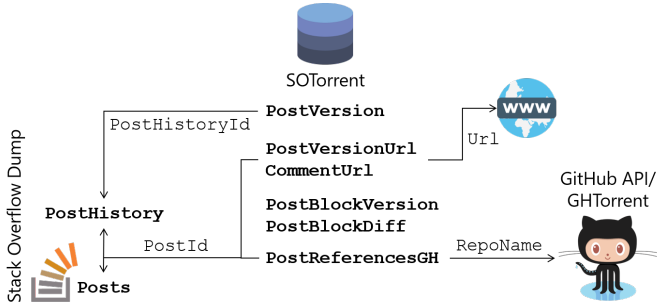 SOTorrent
PostVersion
PostHistoryId
WWW
Url
PostVersionUrl
CommentUrl
GitHub API/
GHTorrent
Stack Overflow Dump
PostHistory
PostBlockVersion
PostBlockDiff
PostId
PostReferencesGH
RepoName
Posts